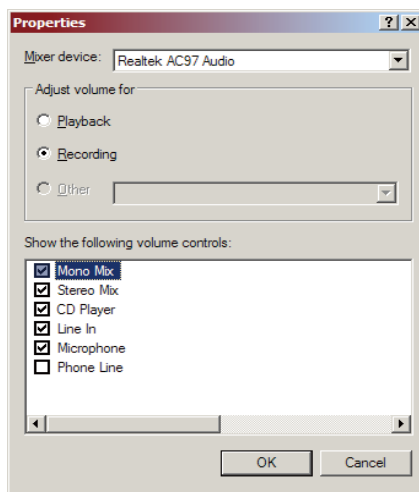 Properties
Mixer device: Realtek AC97 Audio
Adjust volume for
Playback
Recording
Other
Show the following volume controls:
Mono Mix
Stereo Mix
CD Player
Line In
Microphone
Phone Line
OK Cancel